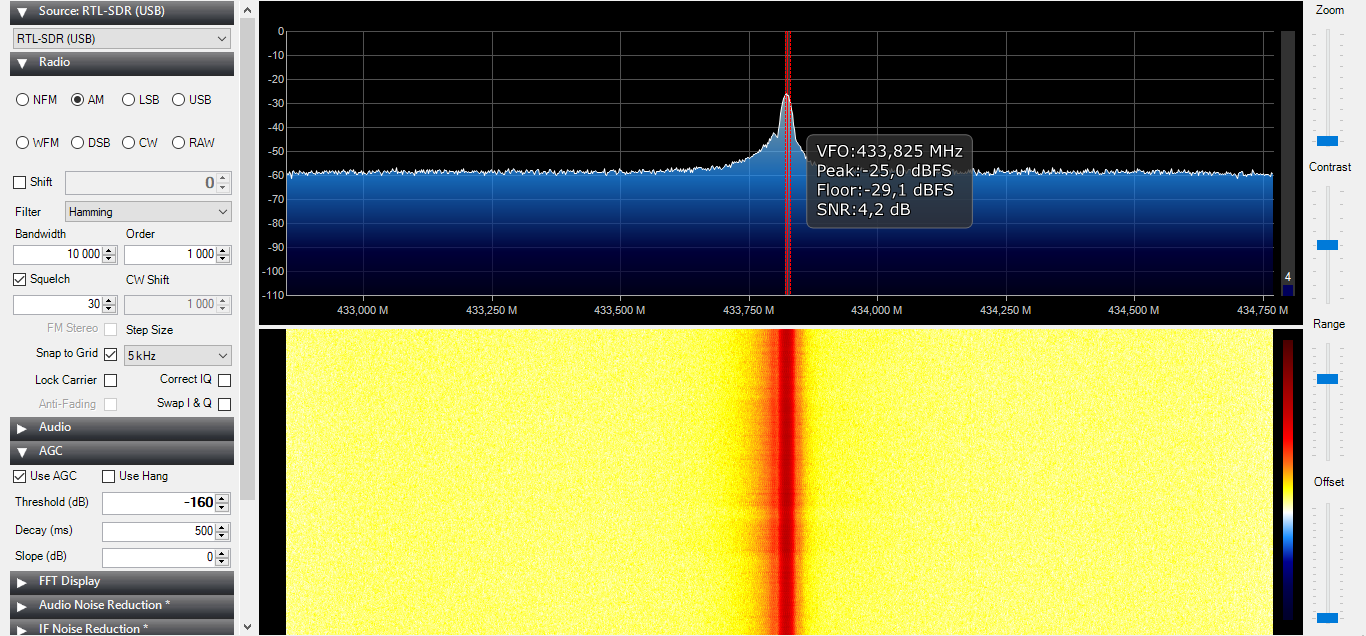 Source: RTL-SDR (USB)
RTL-SDR (USB)
Radio
NFM AM LSB USB
WFM DSB CW RAW
Shift 0
Filter Hamming
Bandwidth Order
10 000 1 000
Squelch CW Shift
30 1 000
FM Stereo Step Size
Snap to Grid 5 kHz
Lock Carrier Correct IQ
Anti-Fading Swap I & Q
Audio
AGC
Use AGC Use Hang
Threshold (dB) -160
Decay (ms) 500
Slope (dB) 0
FFT Display
Audio Noise Reduction *
IF Noise Reduction *
0
-10
-20
-30
-40
-50
-60
-70
-80
-90
-100
-110
VFO:433,825 MHz
Peak:-25,0 dBFS
Floor:-29,1 dBFS
SNR:4,2 dB
4
433,000 M 433,250 M 433,500 M 433,750 M 434,000 M 434,250 M 434,500 M 434,750 M
Zoom
Contrast
Range
Offset